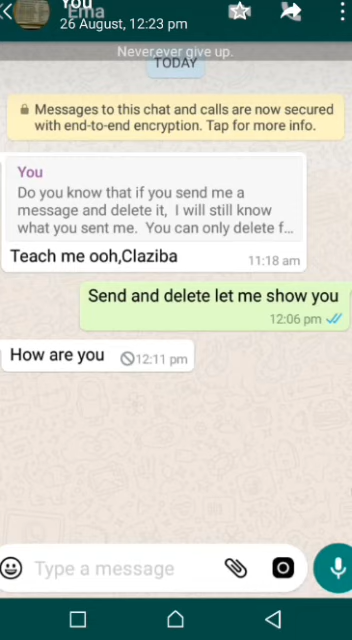 You
Ema
26 August, 12:23 pm
Never,ever give up.
TODAY
Messages to this chat and calls are now secured
with end-to-end encryption. Tap for more info.
You
Do you know that if you send me a
message and delete it, I will still know
what you sent me. You can only delete f...
Teach me ooh,Claziba
11:18 am
Send and delete let me show you
12:06 pm
How are you
12:11 pm
Type a message